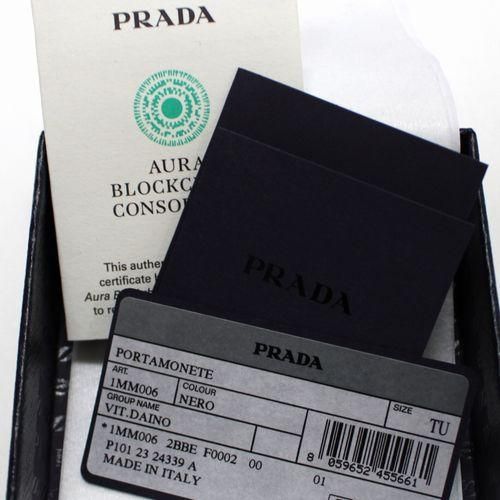 PRADA
AURA
BLOCKC
CONSO
This authen
certificate
Aura B
to re
PRADA
PRADA
PORTAMONETE
ART.
1MM006
COLOUR
NERO
SIZE
TU
GROUP NAME
VIT.DAINO
*1MM006 2BBE F0002 00 01
P101 23 24339 A
MADE IN ITALY
8 059652 455661